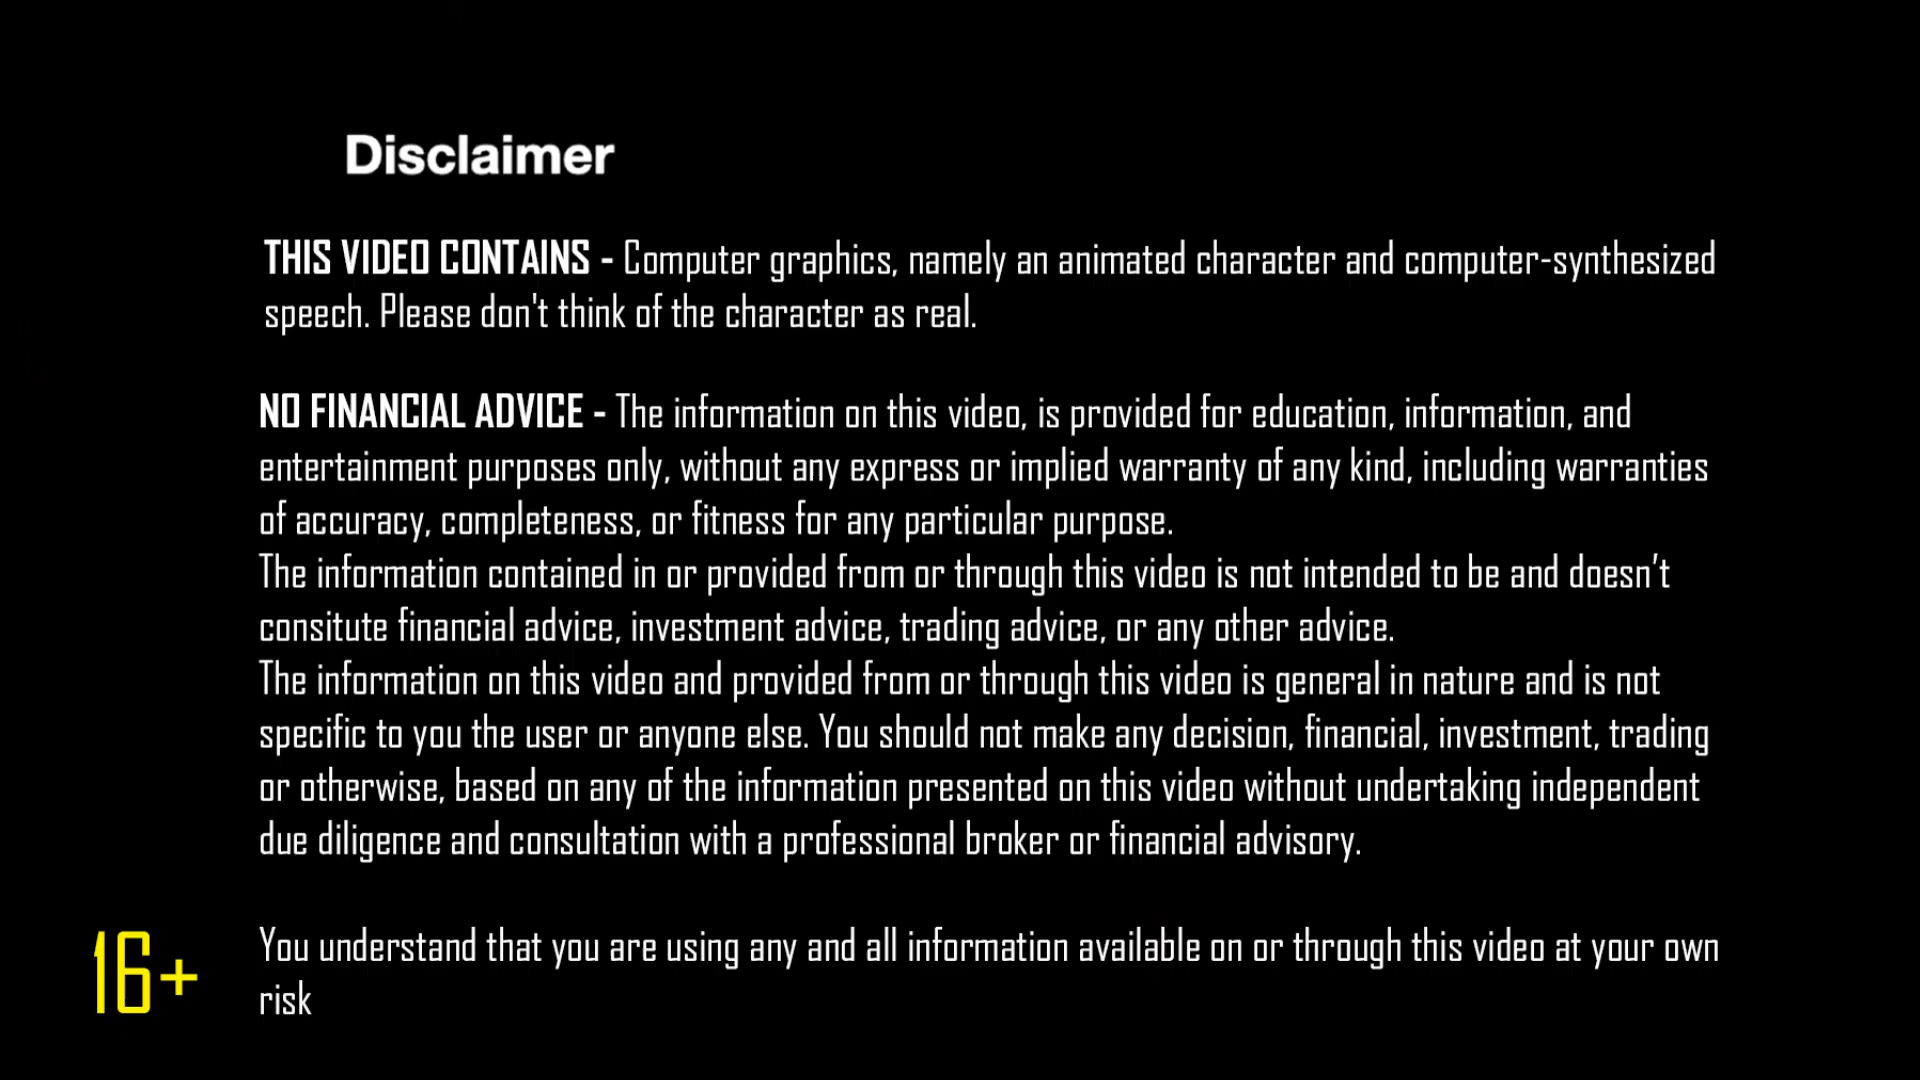 Disclaimer
THIS VIDEO CONTAINS - Computer graphics, namely an animated character and computer-synthesized
speech. Please don't think of the character as real.
NO FINANCIAL ADVICE - The information on this video, is provided for education, information, and
entertainment purposes only, without any express or implied warranty of any kind, including warranties
of accuracy, completeness, or fitness for any particular purpose.
The information contained in or provided from or through this video is not intended to be and doesn’t
consitute financial advice, investment advice, trading advice, or any other advice.
The information on this video and provided from or through this video is general in nature and is not
specific to you the user or anyone else. You should not make any decision, financial, investment, trading
or otherwise, based on any of the information presented on this video without undertaking independent
due diligence and consultation with a professional broker or financial advisory.
You understand that you are using any and all information available on or through this video at your own
risk
16+